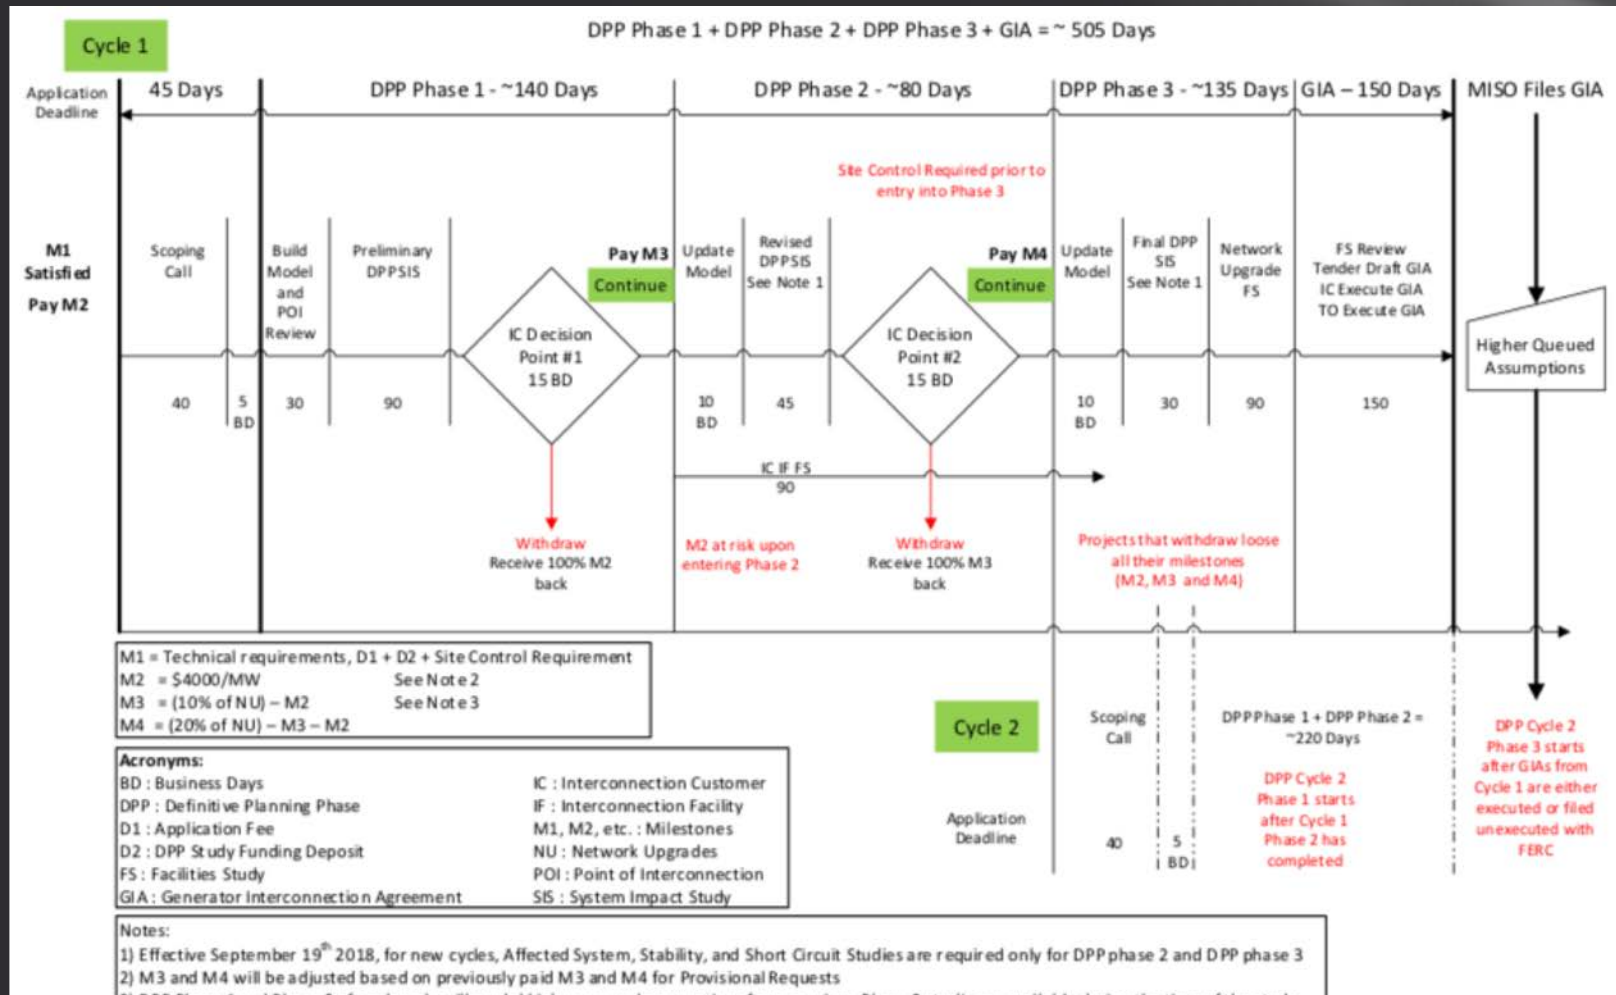 DPP Phase 1 + DPP Phase 2 + DPP Phase 3 + GIA = ~ 505 Days
Cycle 1
Application
Deadline
45 Days
DPP Phase 1 - ~140 Days
DPP Phase 2 - ~80 Days
DPP Phase 3 - ~135 Days
GIA – 150 Days
MISO Files GIA
Site Control Required prior to
entry into Phase 3
M1
Satisfied
Pay M2
Scoping
Call
Build
Model
and
POI
Review
Preliminary
DPP SIS
Pay M3
Continue
Update
Model
Revised
DPP SIS
See Note 1
Pay M4
Continue
Update
Model
Final DPP
SIS
See Note 1
Network
Upgrade
FS
FS Review
Tender Draft GIA
IC Execute GIA
TO Execute GIA
IC Decision
Point #1
15 BD
IC Decision
Point #2
15 BD
Higher Queued
Assumptions
40
5
BD
30
90
10
BD
45
10
BD
30
90
150
IC IF FS
90
Withdraw
Receive 100% M2
back
M2 at risk upon
entering Phase 2
Withdraw
Receive 100% M3
back
Projects that withdraw loose
all their milestones
(M2, M3 and M4)
M1 = Technical requirements, D1 + D2 + Site Control Requirement
M2 = $4000/MW See Note 2
M3 = (10% of NU) – M2 See Note 3
M4 = (20% of NU) – M3 – M2
Cycle 2
Application
Deadline
Scoping
Call
40
5
BD
DPP Phase 1 + DPP Phase 2 =
~220 Days
DPP Cycle 2
Phase 1 starts
after Cycle 1
Phase 2 has
completed
DPP Cycle 2
Phase 3 starts
after GIAs from
Cycle 1 are either
executed or filed
unexecuted with
FERC
Acronyms:
BD : Business Days IC : Interconnection Customer
DPP : Definitive Planning Phase IF : Interconnection Facility
D1 : Application Fee M1, M2, etc. : Milestones
D2 : DPP Study Funding Deposit NU : Network Upgrades
FS : Facilities Study POI : Point of Interconnection
GIA : Generator Interconnection Agreement SIS : System Impact Study
Notes:
1) Effective September 19th 2018, for new cycles, Affected System, Stability, and Short Circuit Studies are required only for DPP phase 2 and DPP phase 3
2) M3 and M4 will be adjusted based on previously paid M3 and M4 for Provisional Requests